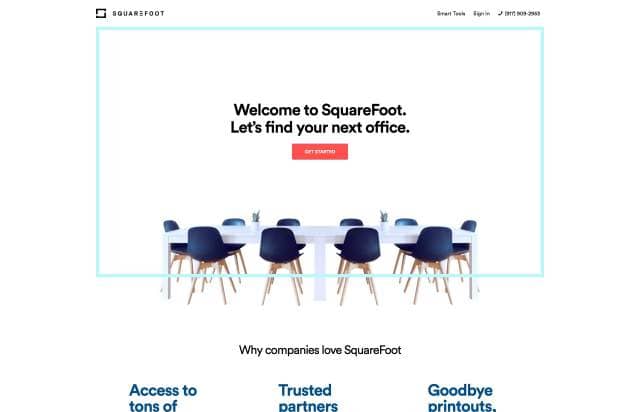 SQUAREFOOT
Smart Tools Sign In (917) 909-2983
Welcome to SquareFoot.
Let's find your next office.
GET STARTED
Why companies love SquareFoot
Access to
tons of
Trusted
partners
Goodbye
printouts,